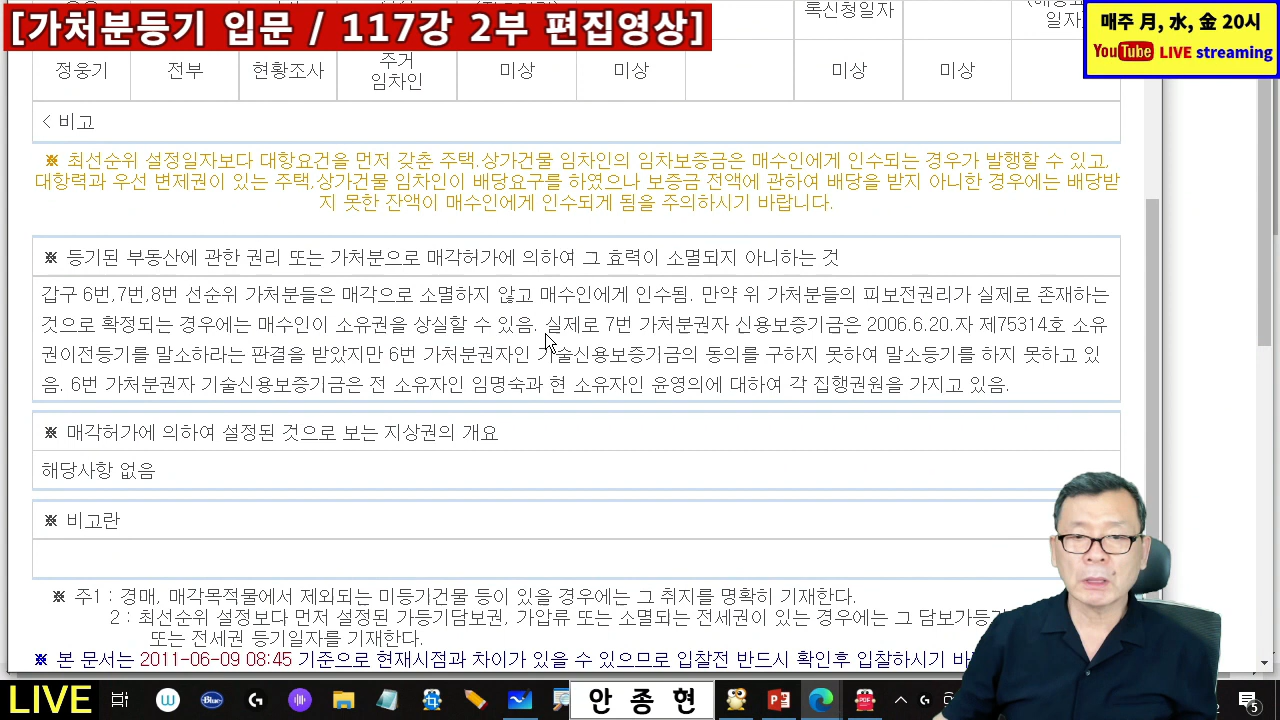 [가처분등기 입문 / 117강 2부 편집영상]
매주 月, 水, 金 20시
YouTube LIVE streaming
록신청일자
일자
정웅기 전부 현황조사 주거 임차인 미상 미상 미상 미상
< 비고
※ 최선순위 설정일자보다 대항요건을 먼저 갖춘 주택,상가건물 임차인의 임차보증금은 매수인에게 인수되는 경우가 발행할 수 있고,
대항력과 우선 변제권이 있는 주택,상가건물 임차인이 배당요구를 하였으나 보증금 전액에 관하여 배당을 받지 아니한 경우에는 배당받
지 못한 잔액이 매수인에게 인수되게 됨을 주의하시기 바랍니다.
※ 등기된 부동산에 관한 권리 또는 가처분으로 매각허가에 의하여 그 효력이 소멸되지 아니하는 것
갑구 6번,7번,8번 선순위 가처분들은 매각으로 소멸하지 않고 매수인에게 인수됨. 만약 위 가처분들의 피보전권리가 실제로 존재하는
것으로 확정되는 경우에는 매수인이 소유권을 상실할 수 있음. 실제로 7번 가처분권자 신용보증기금은 2006.6.20.자 제75314호 소유
권이전등기를 말소하라는 판결을 받았지만 6번 가처분권자인 기술신용보증기금의 동의를 구하지 못하여 말소등기를 하지 못하고 있
음. 6번 가처분권자 기술신용보증기금은 전 소유자인 임명숙과 현 소유자인 윤영의에 대하여 각 집행권원을 가지고 있음.
※ 매각허가에 의하여 설정된 것으로 보는 지상권의 개요
해당사항 없음
※ 비고란
※ 주1 : 경매, 매각목적물에서 제외되는 미등기건물 등이 있을 경우에는 그 취지를 명확히 기재한다.
2 : 최선순위 설정보다 먼저 설정된 가등기담보권, 가압류 또는 소멸되는 전세권이 있는 경우에는 그 담보가등기
또는 전세권 등기일자를 기재한다.
※ 본 문서는 2011-06-09 08:45 기준으로 현재시점과 차이가 있을 수 있으므로 입찰전 반드시 확인후 입찰하시기
LIVE
안 종 현
5